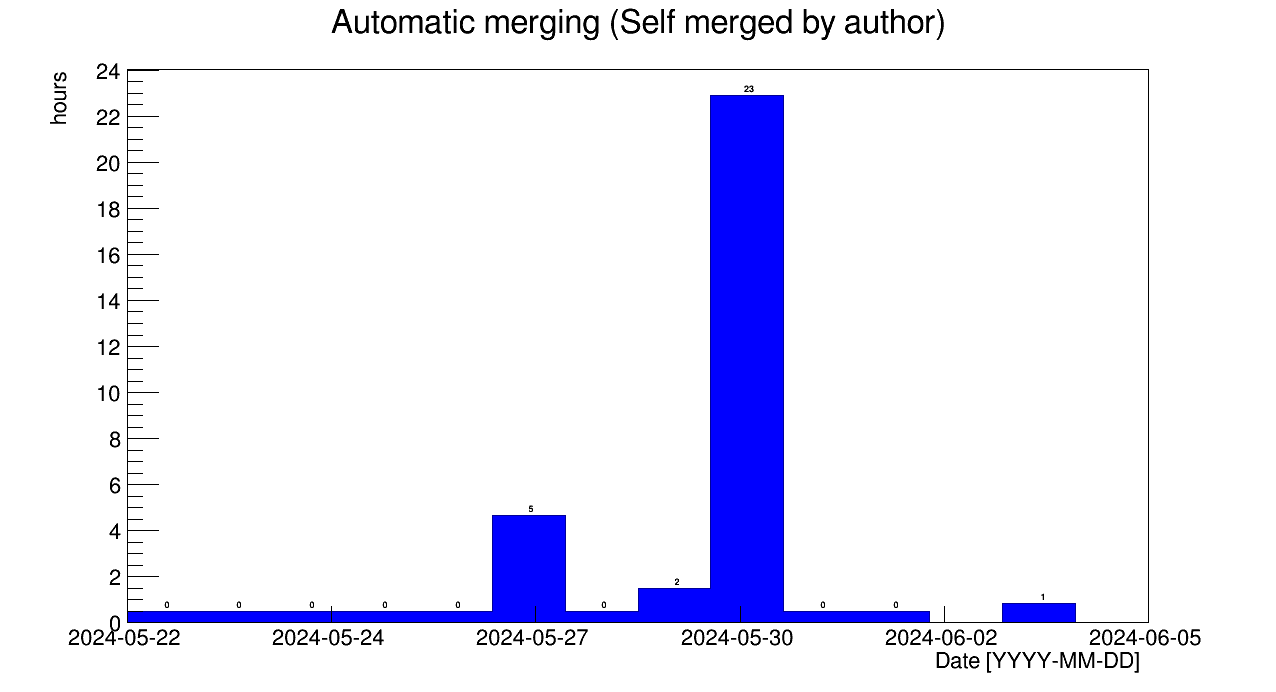 Automatic merging (Self merged by author)
hours
24
22
20
18
16
14
12
10
8
6
4
2
0
0 0 0 0 0 5 0 2 23 0 0 1
2024-05-22 2024-05-24 2024-05-27 2024-05-30 2024-06-02 2024-06-05
Date [YYYY-MM-DD]